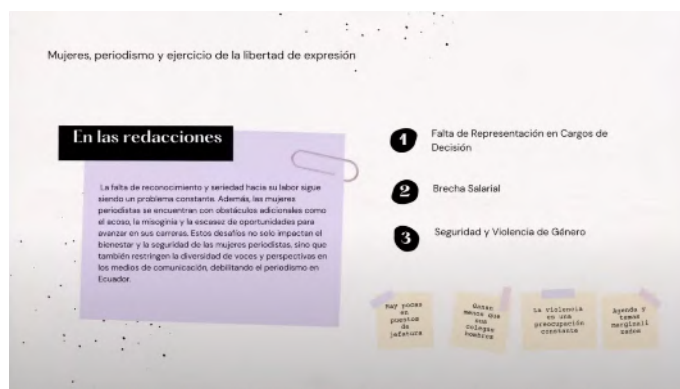 Mujeres, periodismo y ejercicio de la libertad de expresión
En las redacciones
La falta de reconocimiento y seriedad hacia su labor sigue
siendo un problema constante. Además, las mujeres
periodistas se encuentran con obstáculos adicionales como
el acoso, la misoginia y la escasez de oportunidades para
avanzar en sus carreras. Estos desafíos no solo impactan el
bienestar y la seguridad de las mujeres periodistas, sino que
también restringen la diversidad de voces y perspectivas en
los medios de comunicación, debilitando el periodismo en
Ecuador.
1
Falta de Representación en Cargos de
Decisión
2
Brecha Salarial
3
Seguridad y Violencia de Género
Hay pocas
en
puestos
de
jefatura
Ganan
menos que
sus
colegas
hombres
La violencia
es una
preocupación
constante
Agenda y
temas
marginali
zados